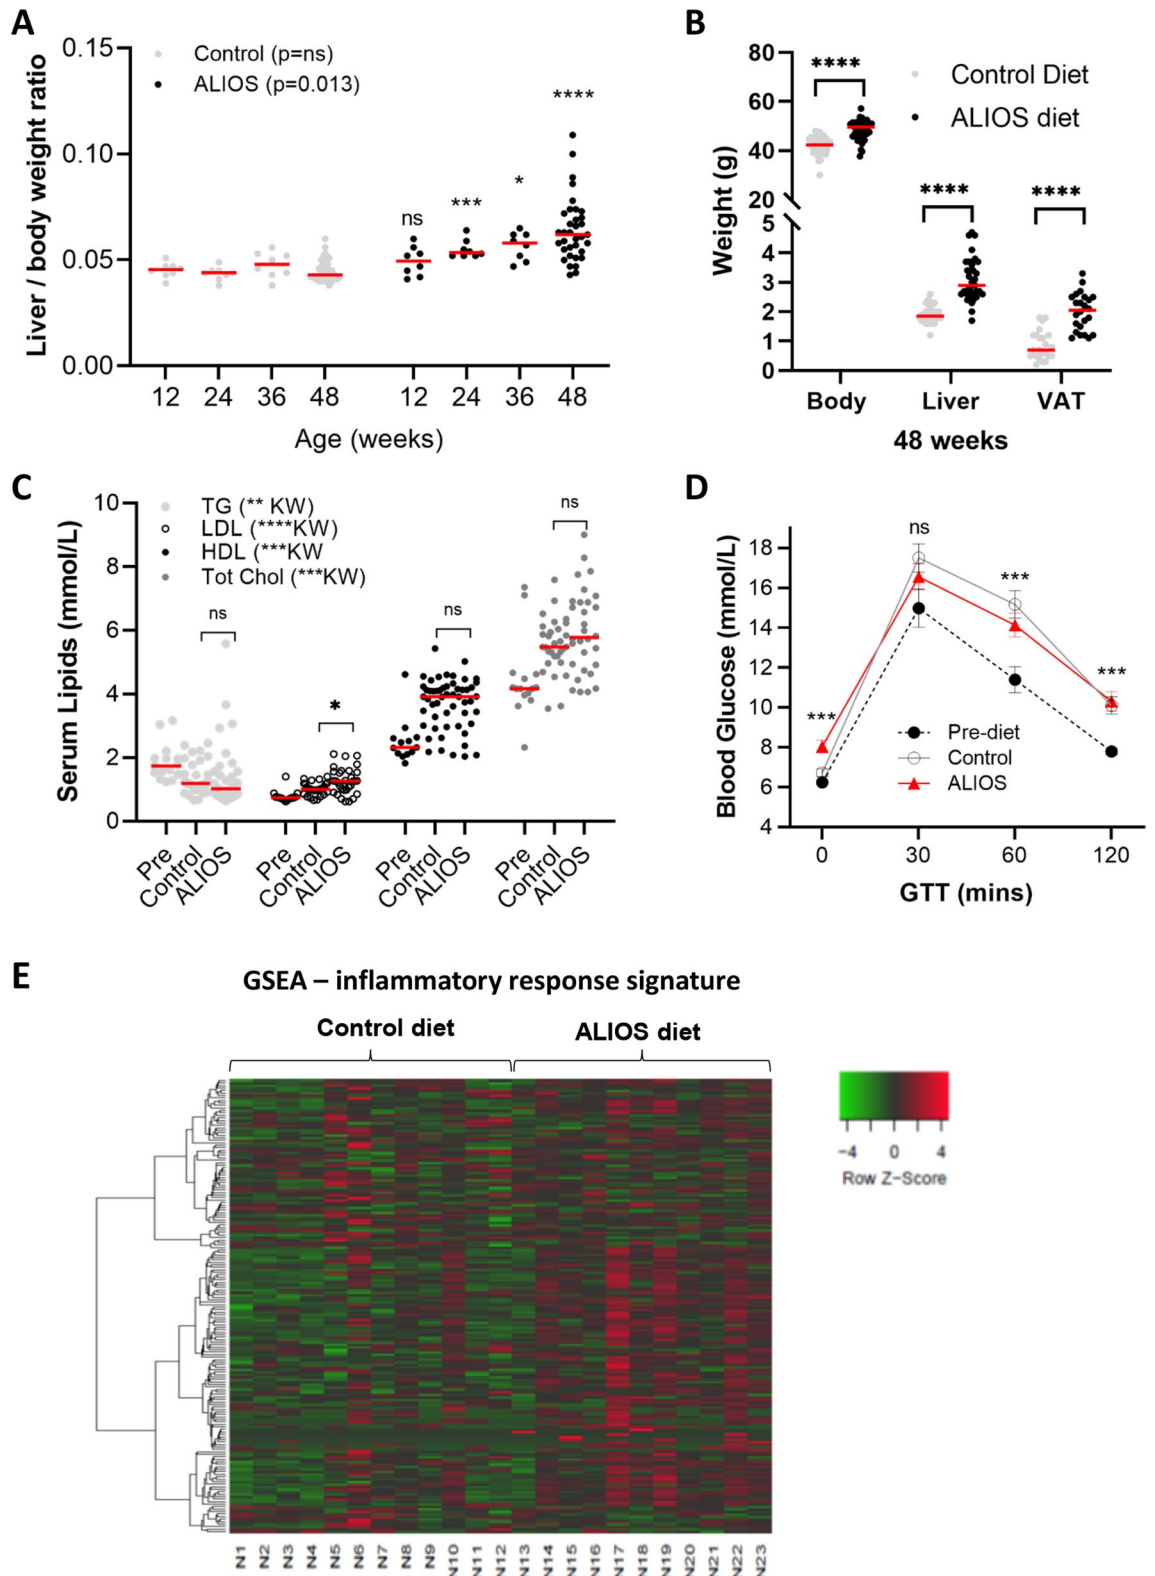 A
Liver / body weight ratio
0.15
0.10
0.05
0.00
Control (p=ns)
ALIOS (p=0.013)
ns
***
*
****
12 24 36 48 12 24 36 48
Age (weeks)
B
Weight (g)
80
60
40
20
5
4
3
2
1
0
Control Diet
ALIOS diet
****
****
****
Body Liver VAT
48 weeks
C
Serum Lipids (mmol/L)
10
8
6
4
2
0
TG (** KW)
LDL (****KW)
HDL (***KW
Tot Chol (***KW)
ns
*
ns
ns
Pre Control ALIOS Pre Control ALIOS Pre Control ALIOS Pre Control ALIOS
D
Blood Glucose (mmol/L)
18
16
14
12
10
8
6
4
***
ns
***
***
Pre-diet
Control
ALIOS
0 30 60 120
GTT (mins)
E
GSEA – inflammatory response signature
Control diet ALIOS diet
−4 0 4
Row Z−Score
N1 N2 N3 N4 N5 N6 N7 N8 N9 N10 N11 N12 N13 N14 N15 N16 N17 N18 N19 N20 N21 N22 N23